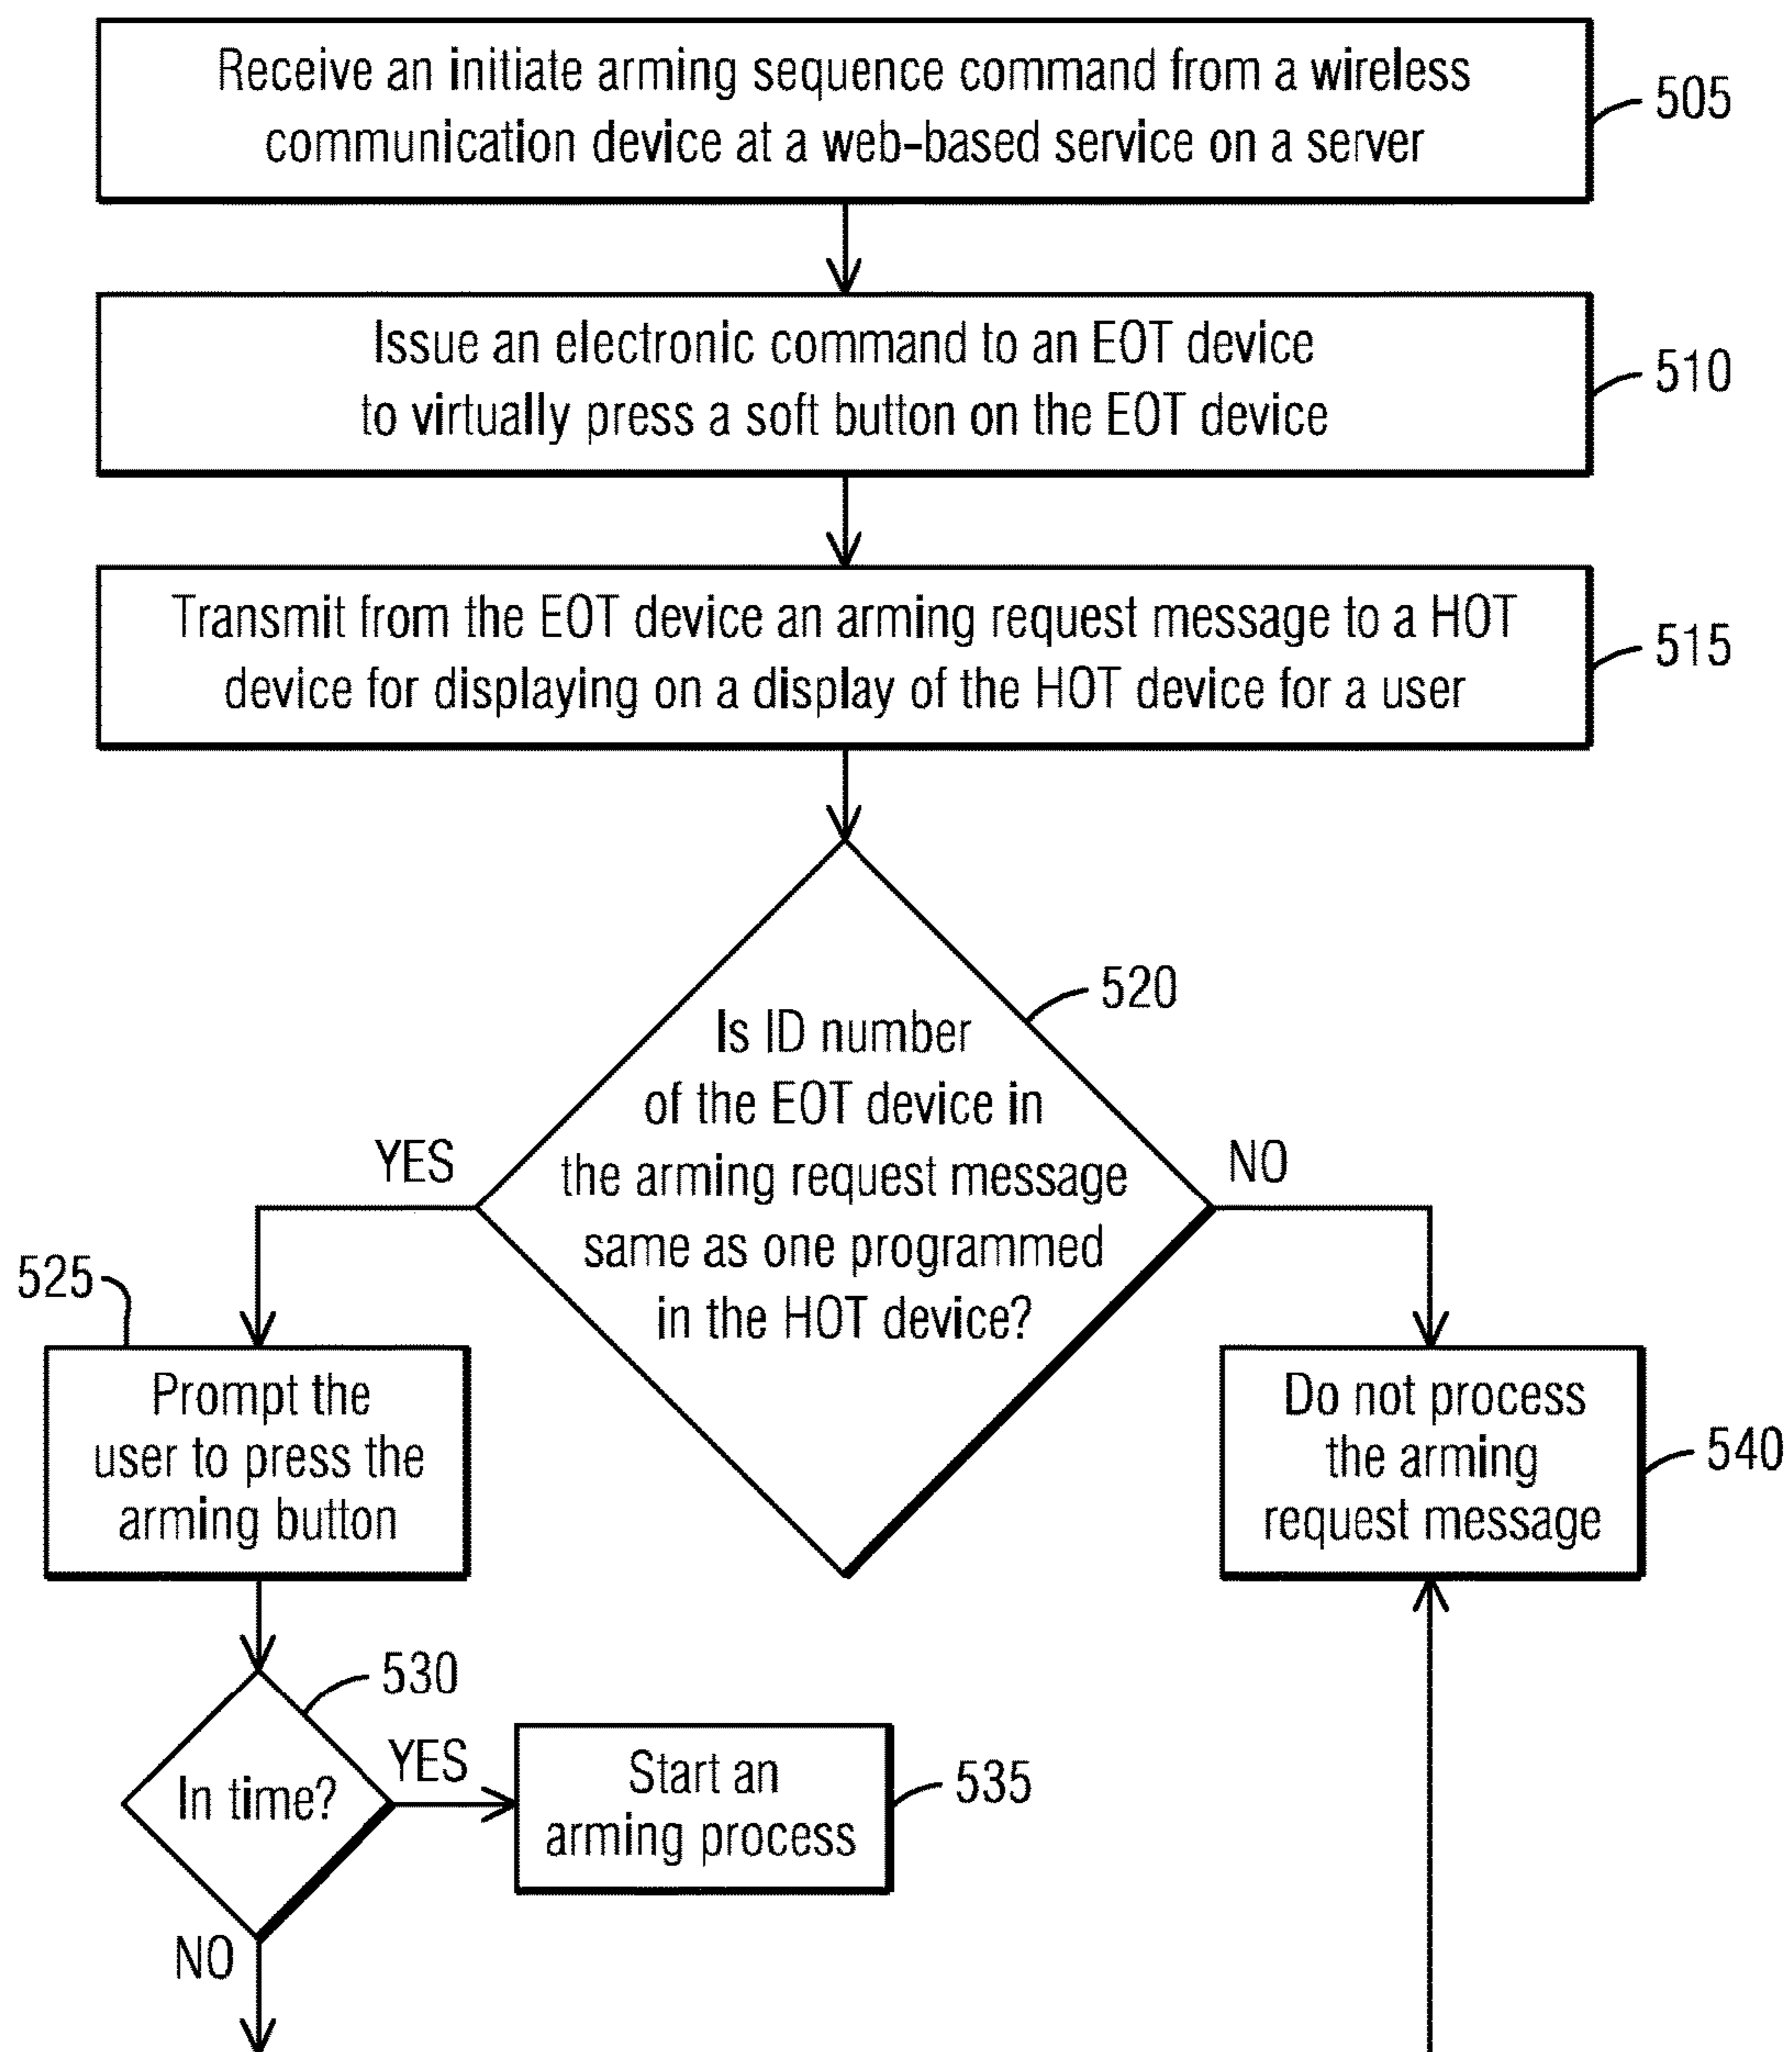 Receive an initiate arming sequence command from a wireless
communication device at a web-based service on a server
505
Issue an electronic command to an EOT device
to virtually press a soft button on the EOT device
510
Transmit from the EOT device an arming request message to a HOT
device for displaying on a display of the HOT device for a user
515
520
Is ID number
of the EOT device in
the arming request message
same as one programmed
in the HOT device?
YES
NO
525
Prompt the
user to press the
arming button
Do not process
the arming
request message
540
530
In time?
YES
Start an
arming process
535
NO